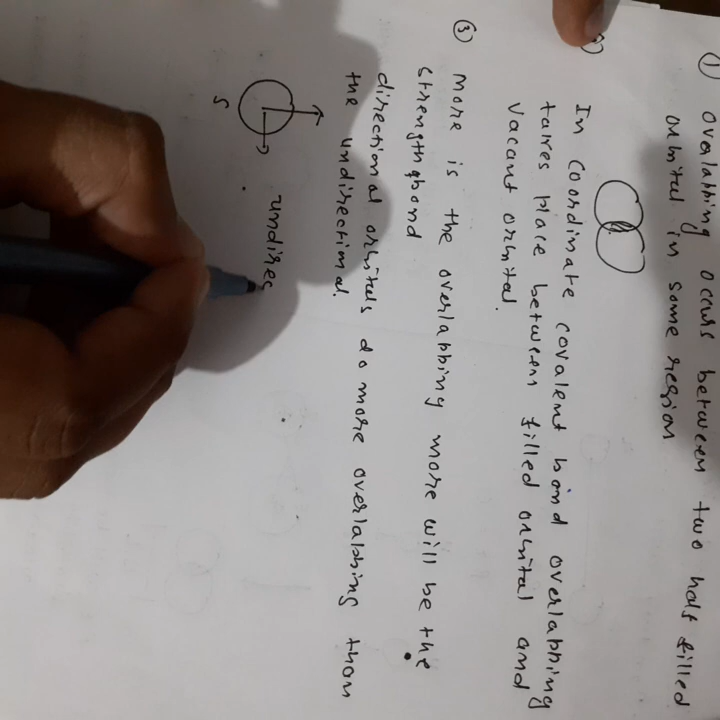 ① Overlapping occurs between two half filled
orbital in some region
② In coordinate covalent bond overlapping
takes place between filled orbital and
vacant orbital.
③ more is the overlapping more will be the
strength of bond
directional orbitals do more overlapping than
the undirectional.
S
undirec